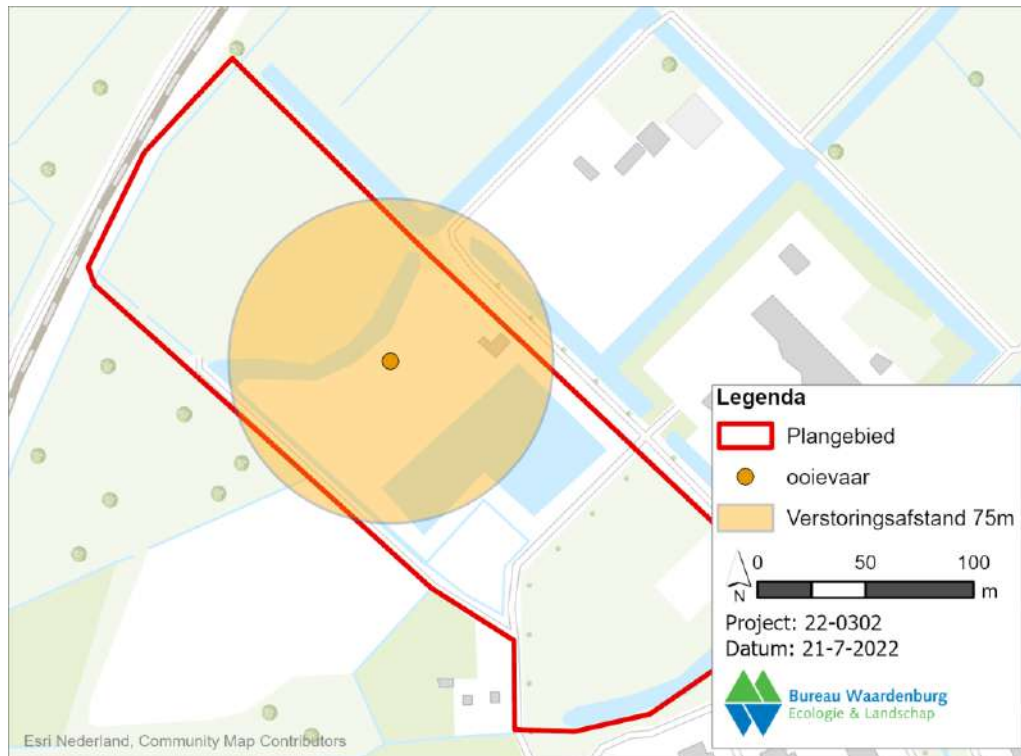 Legenda
Plangebied
ooievaar
Verstoringsafstand 75m
0 50 100
m
N
Project: 22-0302
Datum: 21-7-2022
Bureau Waardenburg
Ecologie & Landschap
Esri Nederland, Community Map Contributors